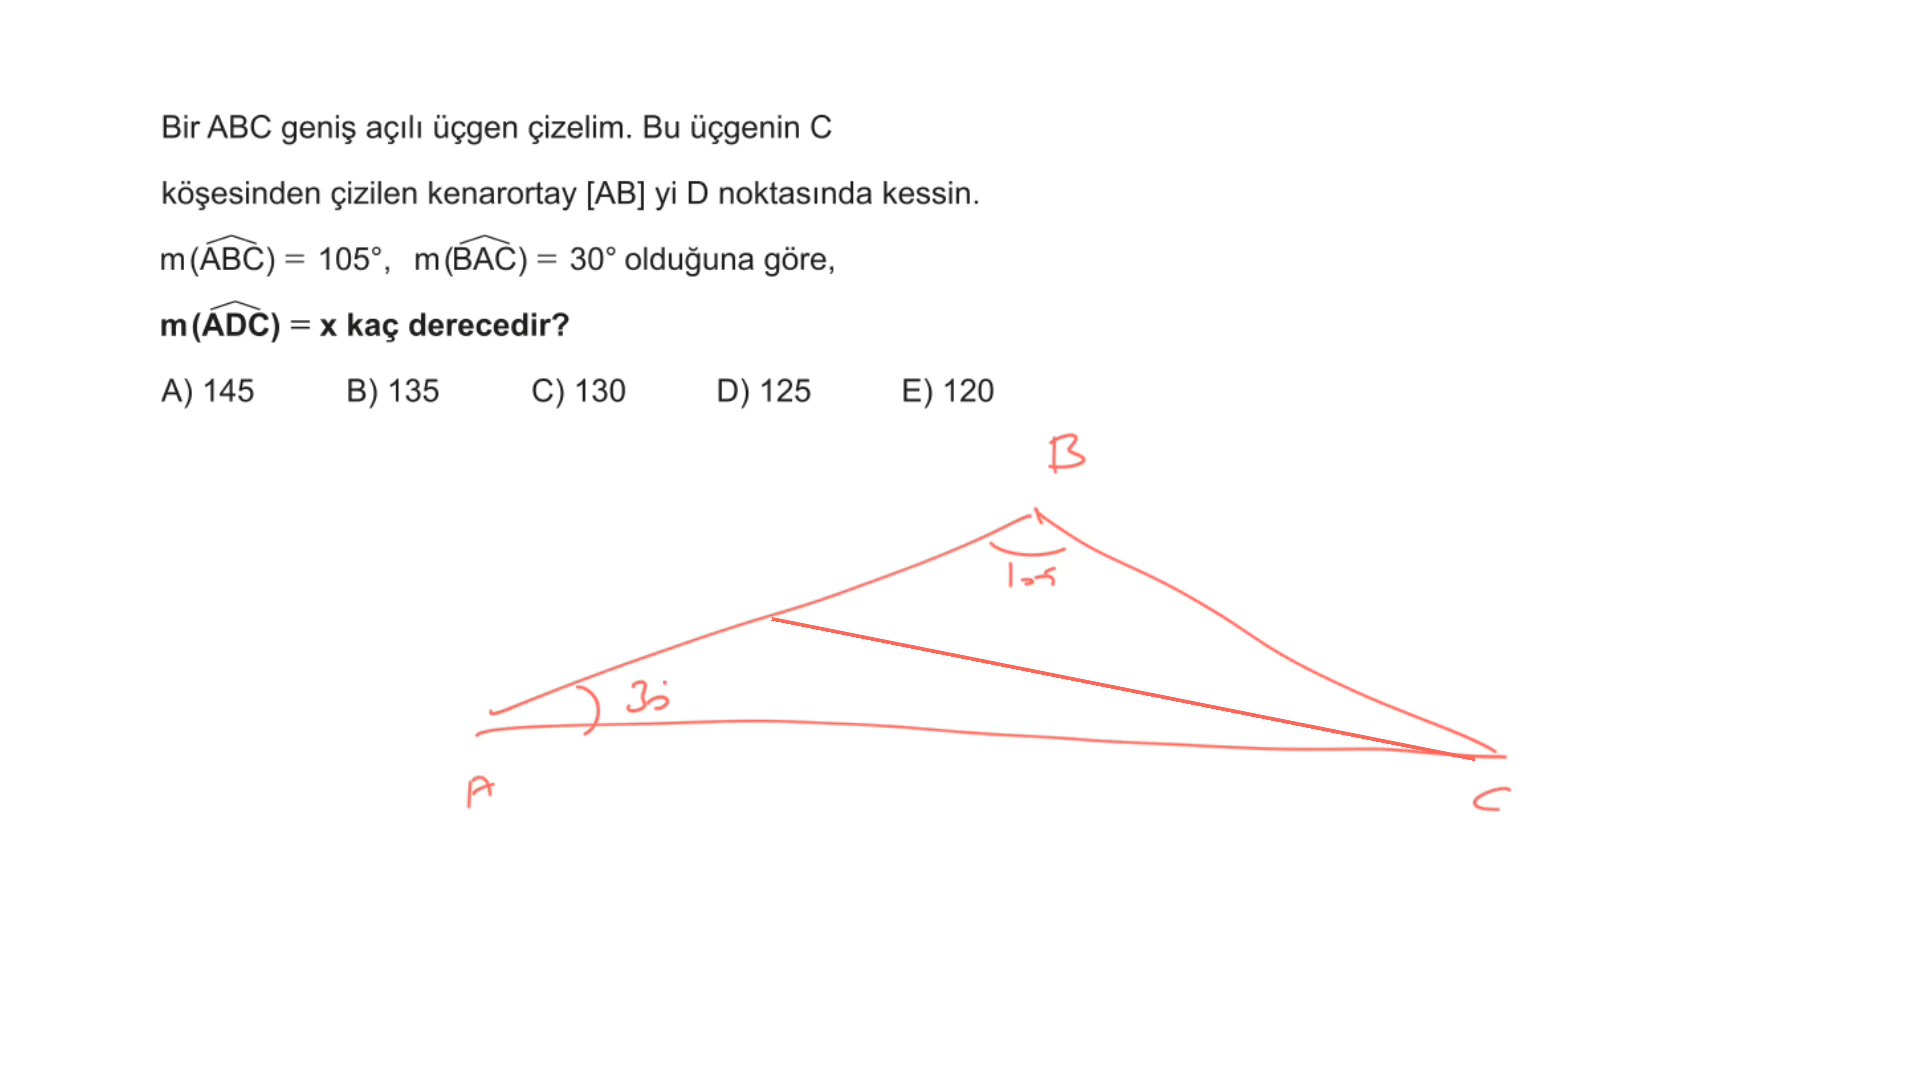 Bir ABC geniş açılı üçgen çizelim. Bu üçgenin C
köşesinden çizilen kenarortay [AB] yi D noktasında kessin.
m(ABC) = 105°, m(BAC) = 30° olduğuna göre,
m(ADC) = x kaç derecedir?
A) 145 B) 135 C) 130 D) 125 E) 120
B
105
30
A
C